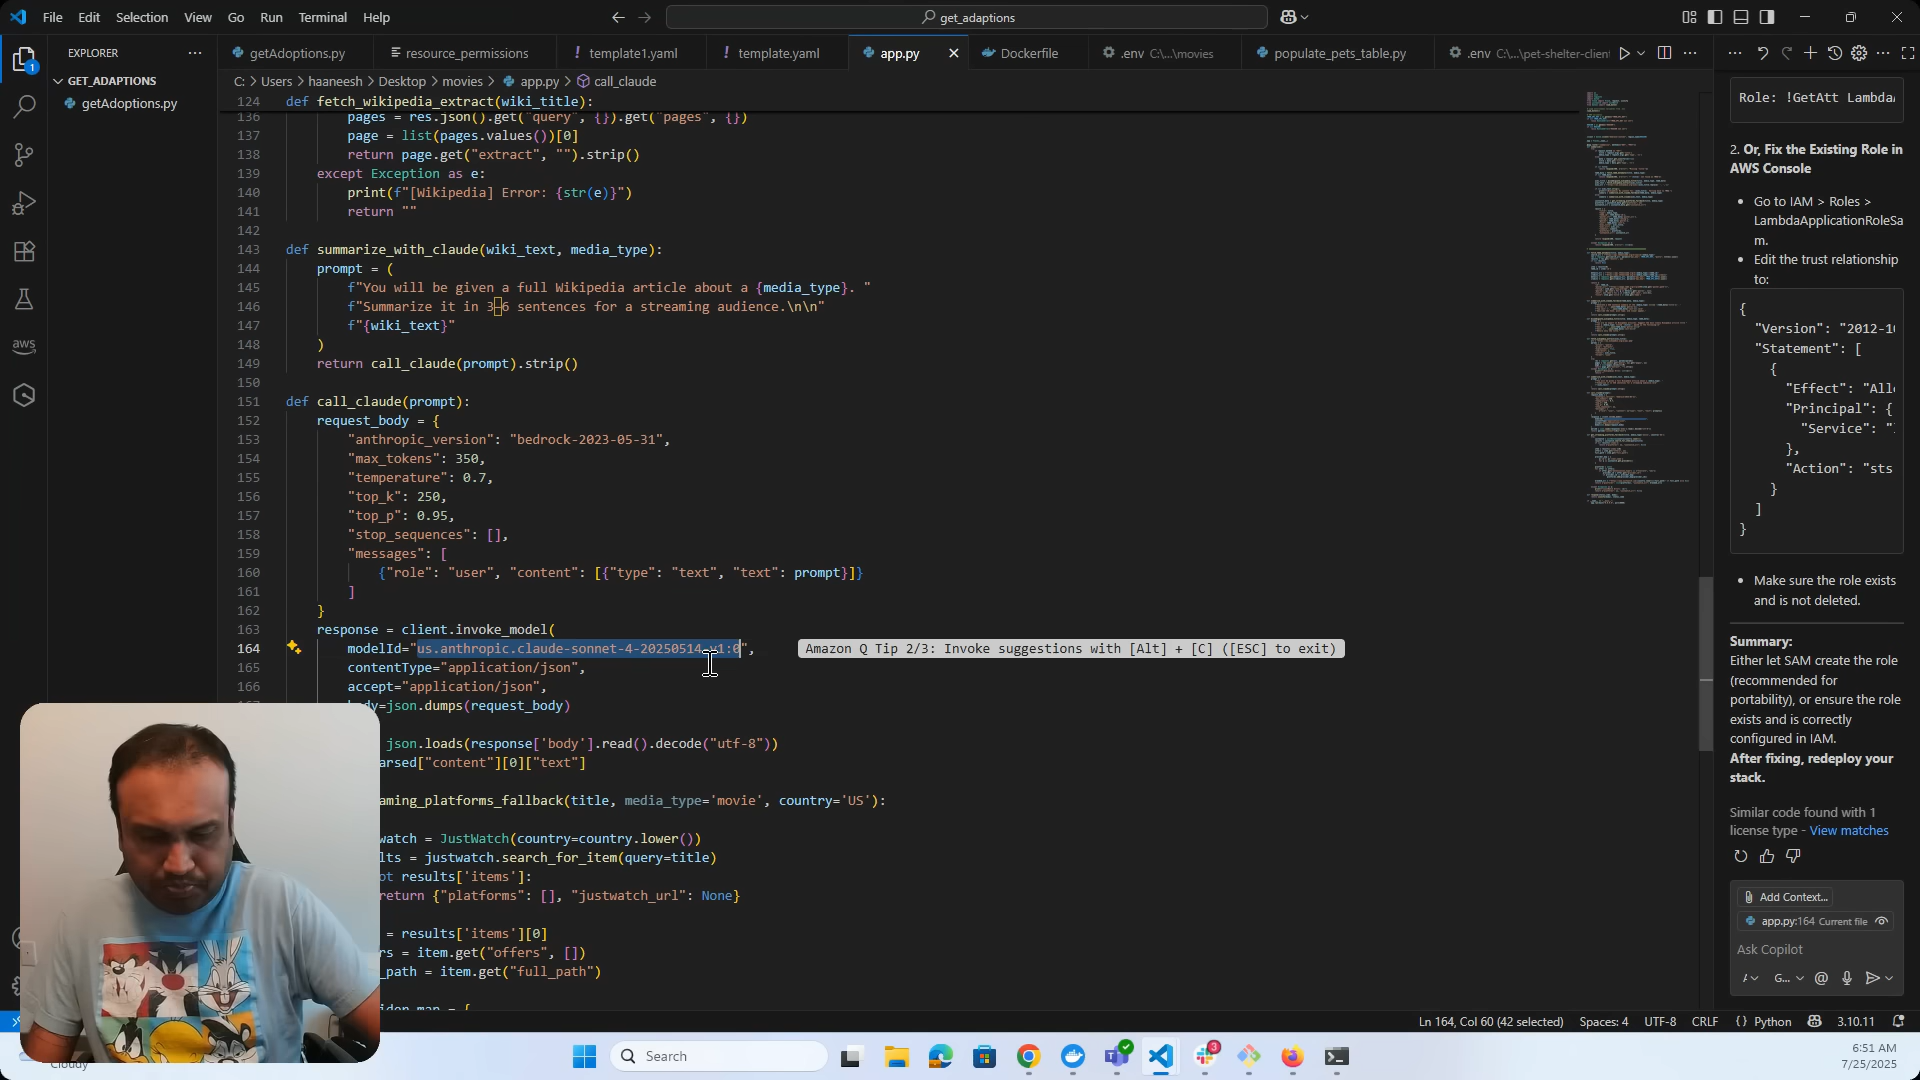 File Edit Selection View Go Run Terminal Help
get_adaptions
EXPLORER
GET_ADAPTIONS
getAdoptions.py
1
aws
getAdoptions.py resource_permissions template1.yaml template.yaml app.py Dockerfile .env C:\...\movies populate_pets_table.py .env C:\...\pet-shelter-client
C: > Users > haaneesh > Desktop > movies > app.py > call_claude
124 def fetch_wikipedia_extract(wiki_title):
136 pages = res.json().get("query", {}).get("pages", {})
137 page = list(pages.values())[0]
138 return page.get("extract", "").strip()
139 except Exception as e:
140 print(f"[Wikipedia] Error: {str(e)}")
141 return ""
142
143 def summarize_with_claude(wiki_text, media_type):
144 prompt = (
145 f"You will be given a full Wikipedia article about a {media_type}. "
146 f"Summarize it in 3–6 sentences for a streaming audience.\n\n"
147 f"{wiki_text}"
148 )
149 return call_claude(prompt).strip()
150
151 def call_claude(prompt):
152 request_body = {
153 "anthropic_version": "bedrock-2023-05-31",
154 "max_tokens": 350,
155 "temperature": 0.7,
156 "top_k": 250,
157 "top_p": 0.95,
158 "stop_sequences": [],
159 "messages": [
160 {"role": "user", "content": [{"type": "text", "text": prompt}]}
161 ]
162 }
163 response = client.invoke_model(
164 modelId="us.anthropic.claude-sonnet-4-20250514-v1:0", Amazon Q Tip 2/3: Invoke suggestions with [Alt] + [C] ([ESC] to exit)
165 contentType="application/json",
166 accept="application/json",
body=json.dumps(request_body)
json.loads(response['body'].read().decode("utf-8"))
arsed["content"][0]["text"]
aming_platforms_fallback(title, media_type='movie', country='US'):
watch = JustWatch(country=country.lower())
lts = justwatch.search_for_item(query=title)
ot results['items']:
return {"platforms": [], "justwatch_url": None}
= results['items'][0]
rs = item.get("offers", [])
_path = item.get("full_path")
ider_map = {
Role: !GetAtt Lambda
2. Or, Fix the Existing Role in
AWS Console
• Go to IAM > Roles >
LambdaApplicationRoleSa
m.
• Edit the trust relationship
to:
{
"Version": "2012-10
"Statement": [
{
"Effect": "Allo
"Principal": {
"Service": "
},
"Action": "sts
}
]
}
• Make sure the role exists
and is not deleted.
Summary:
Either let SAM create the role
(recommended for
portability), or ensure the role
exists and is correctly
configured in IAM.
After fixing, redeploy your
stack.
Similar code found with 1
license type - View matches
Add Context...
app.py:164 Current file
Ask Copilot
G...
Ln 164, Col 60 (42 selected) Spaces: 4 UTF-8 CRLF {} Python 3.10.11
Cloudy
Search
3
6:51 AM
7/25/2025